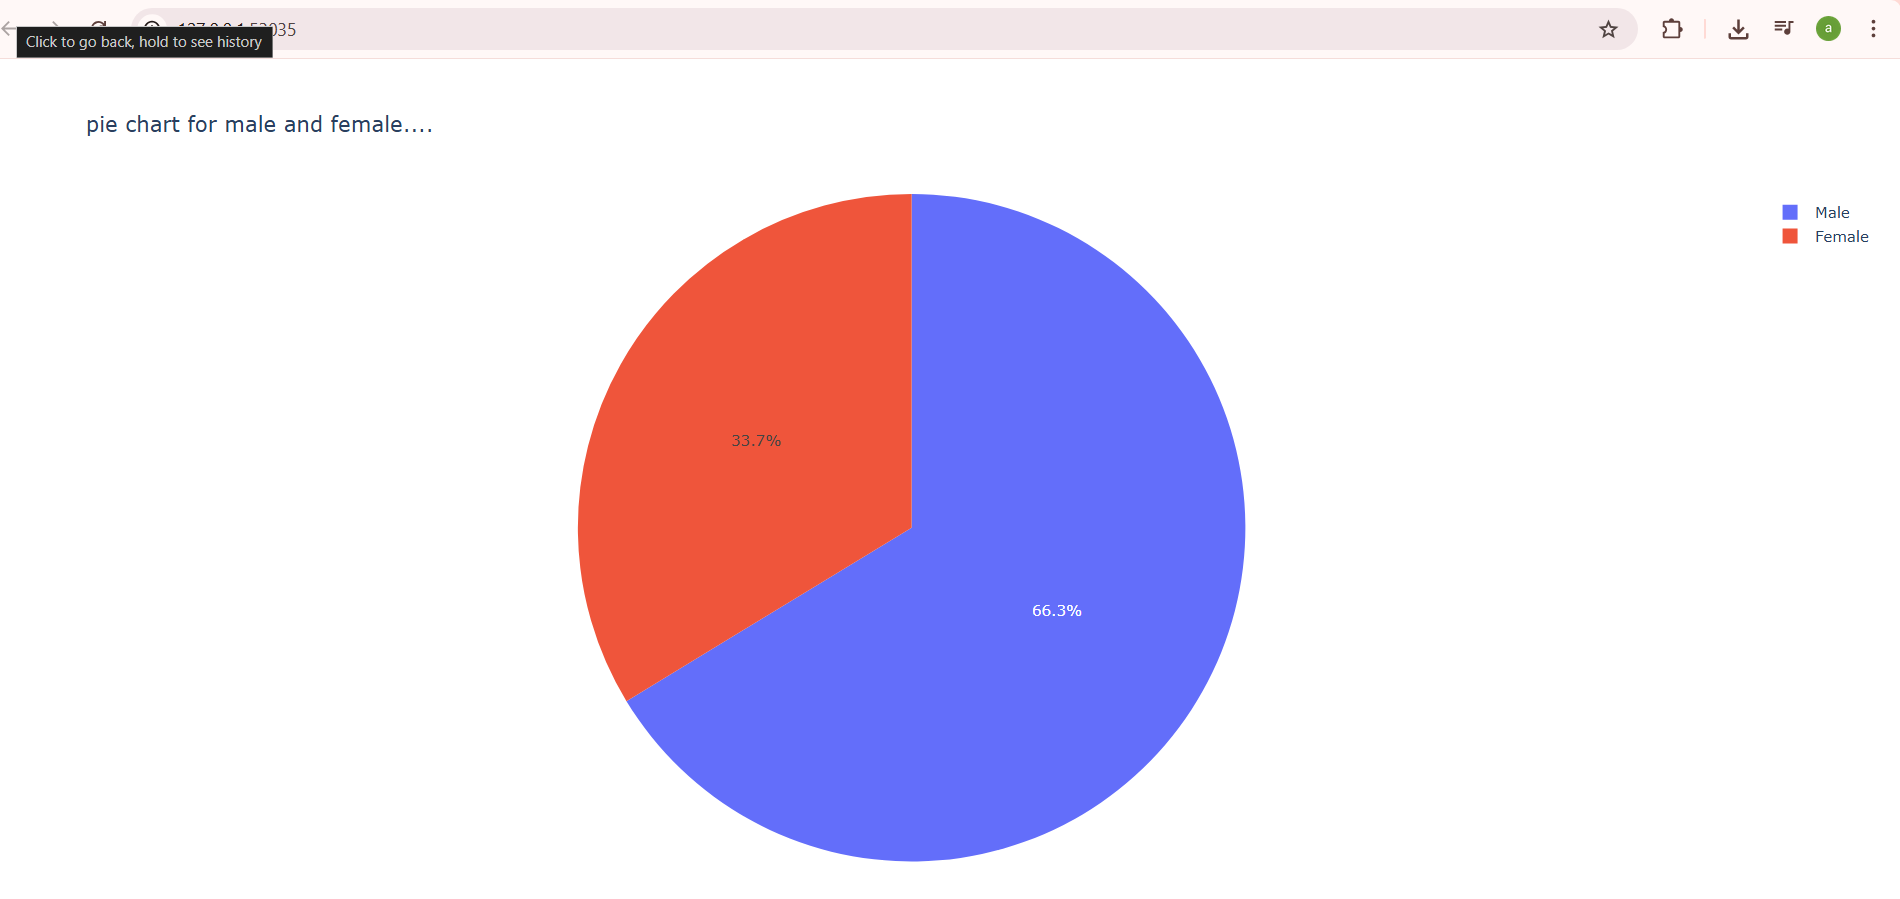 Click to go back, hold to see history
035
a
pie chart for male and female....
Male
Female
33.7%
66.3%